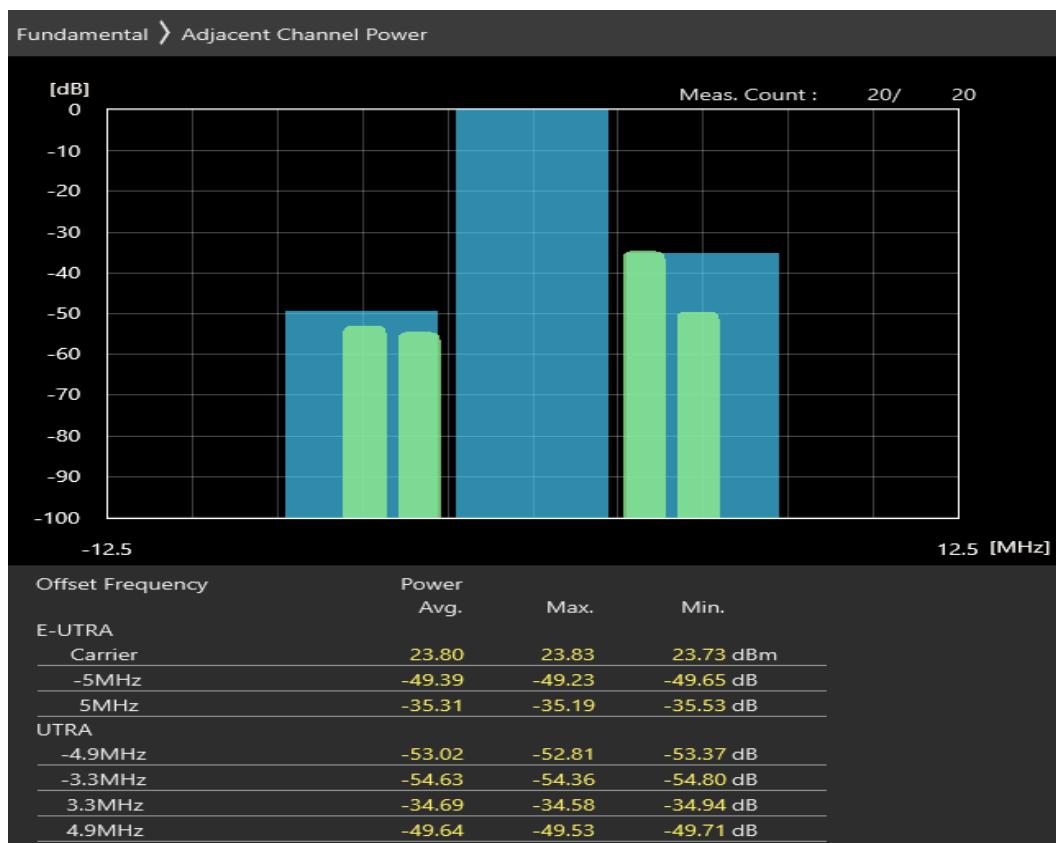 Fundamental 〉 Adjacent Channel Power
[dB]
Meas. Count : 20/ 20
0
-10
-20
-30
-40
-50
-60
-70
-80
-90
-100
-12.5 12.5 [MHz]
Offset Frequency Power
Avg. Max. Min.
E-UTRA
Carrier 23.80 23.83 23.73 dBm
-5MHz -49.39 -49.23 -49.65 dB
5MHz -35.31 -35.19 -35.53 dB
UTRA
-4.9MHz -53.02 -52.81 -53.37 dB
-3.3MHz -54.63 -54.36 -54.80 dB
3.3MHz -34.69 -34.58 -34.94 dB
4.9MHz -49.64 -49.53 -49.71 dB